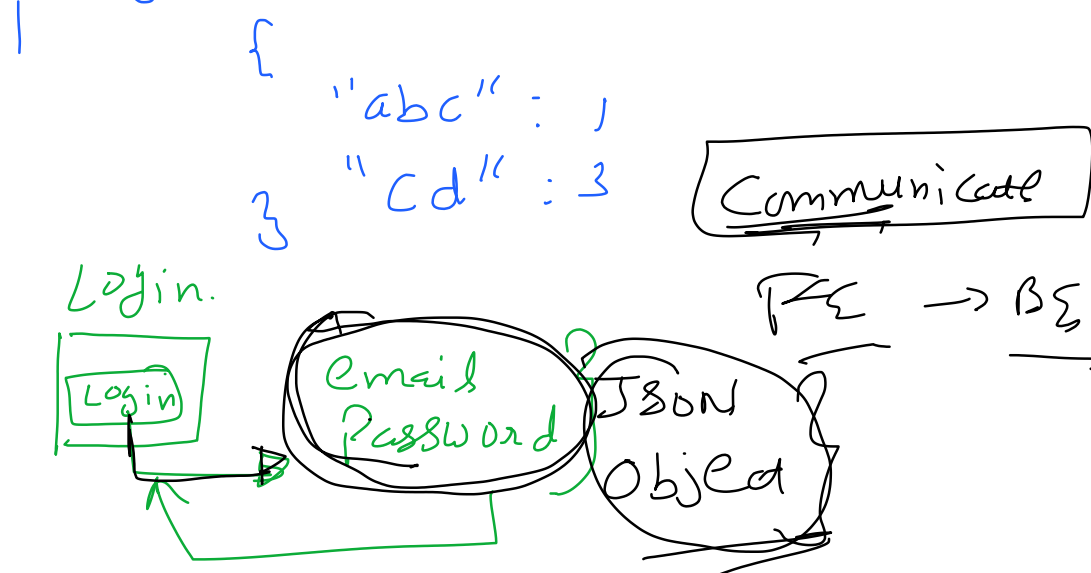 {
"abc" : 1
"Cd" : 3
}
Communicate
FE → BE
Login.
Login
email
Password
JSON
Object